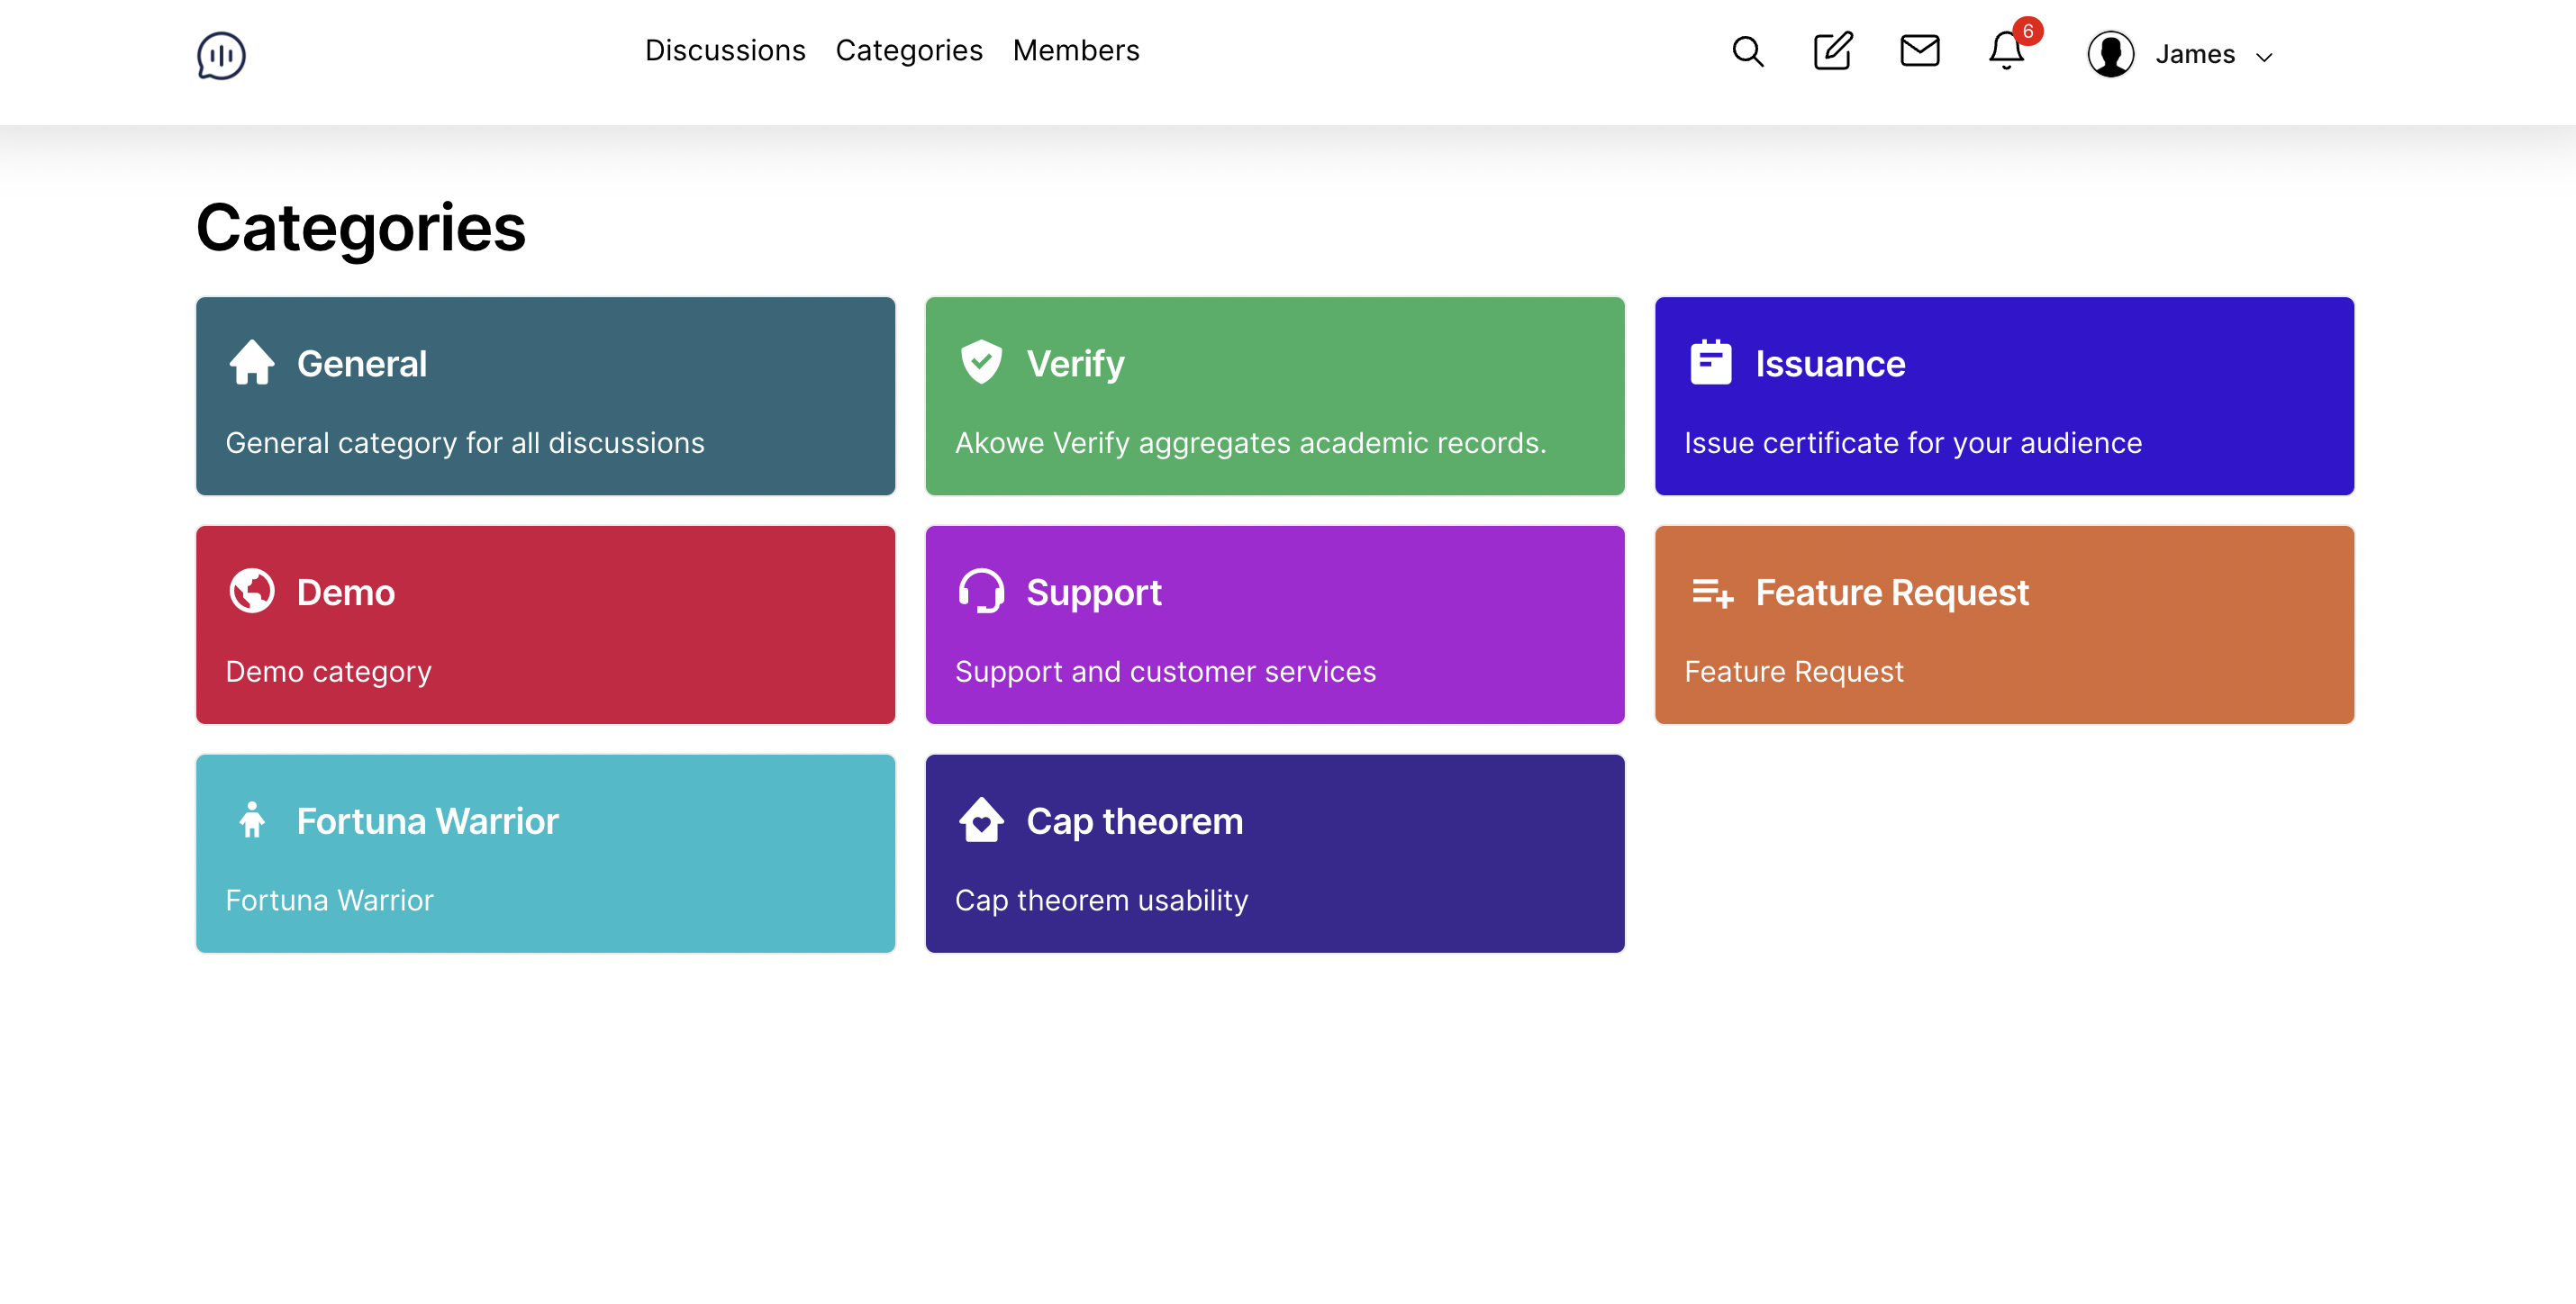 Discussions Categories Members
6
James
Categories
General
General category for all discussions
Verify
Akowe Verify aggregates academic records.
Issuance
Issue certificate for your audience
Demo
Demo category
Support
Support and customer services
Feature Request
Feature Request
Fortuna Warrior
Fortuna Warrior
Cap theorem
Cap theorem usability